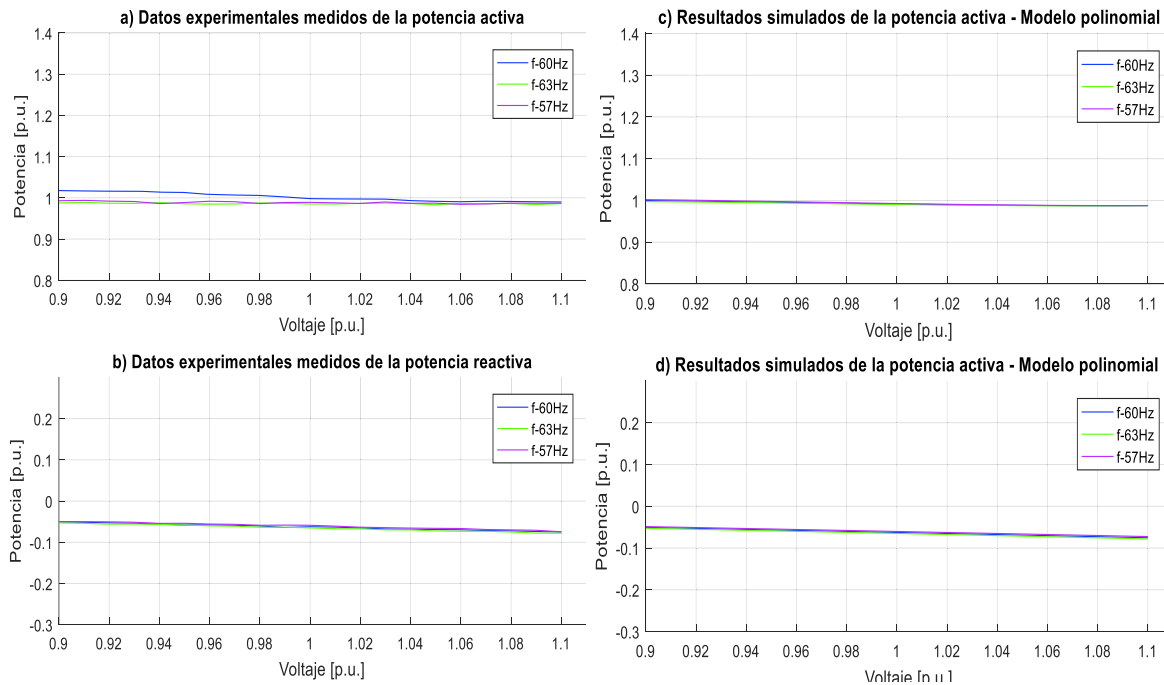 a) Datos experimentales medidos de la potencia activa
1.4
1.3
1.2
1.1
1
0.9
0.8
Potencia [p.u.]
f-60Hz
f-63Hz
f-57Hz
0.9 0.92 0.94 0.96 0.98 1 1.02 1.04 1.06 1.08 1.1
Voltaje [p.u.]
c) Resultados simulados de la potencia activa - Modelo polinomial
1.4
1.3
1.2
1.1
1
0.9
0.8
Potencia [p.u.]
f-60Hz
f-63Hz
f-57Hz
0.9 0.92 0.94 0.96 0.98 1 1.02 1.04 1.06 1.08 1.1
Voltaje [p.u.]
b) Datos experimentales medidos de la potencia reactiva
0.2
0.1
0
-0.1
-0.2
-0.3
Potencia [p.u.]
f-60Hz
f-63Hz
f-57Hz
0.9 0.92 0.94 0.96 0.98 1 1.02 1.04 1.06 1.08 1.1
Voltaje [p.u.]
d) Resultados simulados de la potencia activa - Modelo polinomial
0.2
0.1
0
-0.1
-0.2
-0.3
Potencia [p.u.]
f-60Hz
f-63Hz
f-57Hz
0.9 0.92 0.94 0.96 0.98 1 1.02 1.04 1.06 1.08 1.1
Voltaje [p.u.]